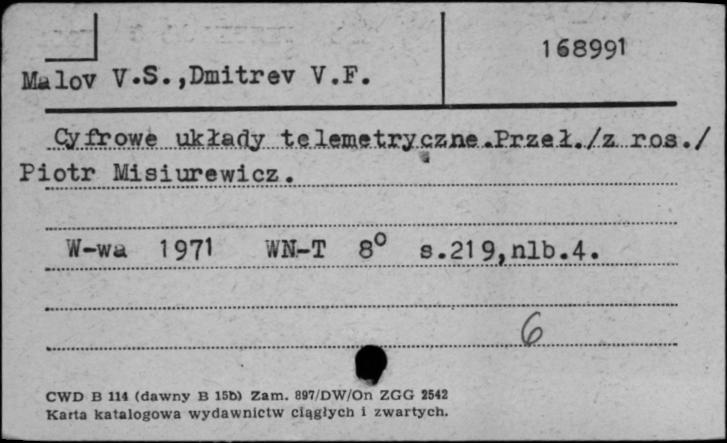 168991
Malov V.S.,Dmitrev V.F.
Cyfrowe układy telemetryczne.Przeł./z ros./
Piotr Misiurewicz.
W-wa 1971 WN-T 8° s.219,nlb.4.
6
CWD B 114 (dawny B 15b) Zam. 897/DW/On ZGG 2542
Karta katalogowa wydawnictw ciągłych i zwartych.